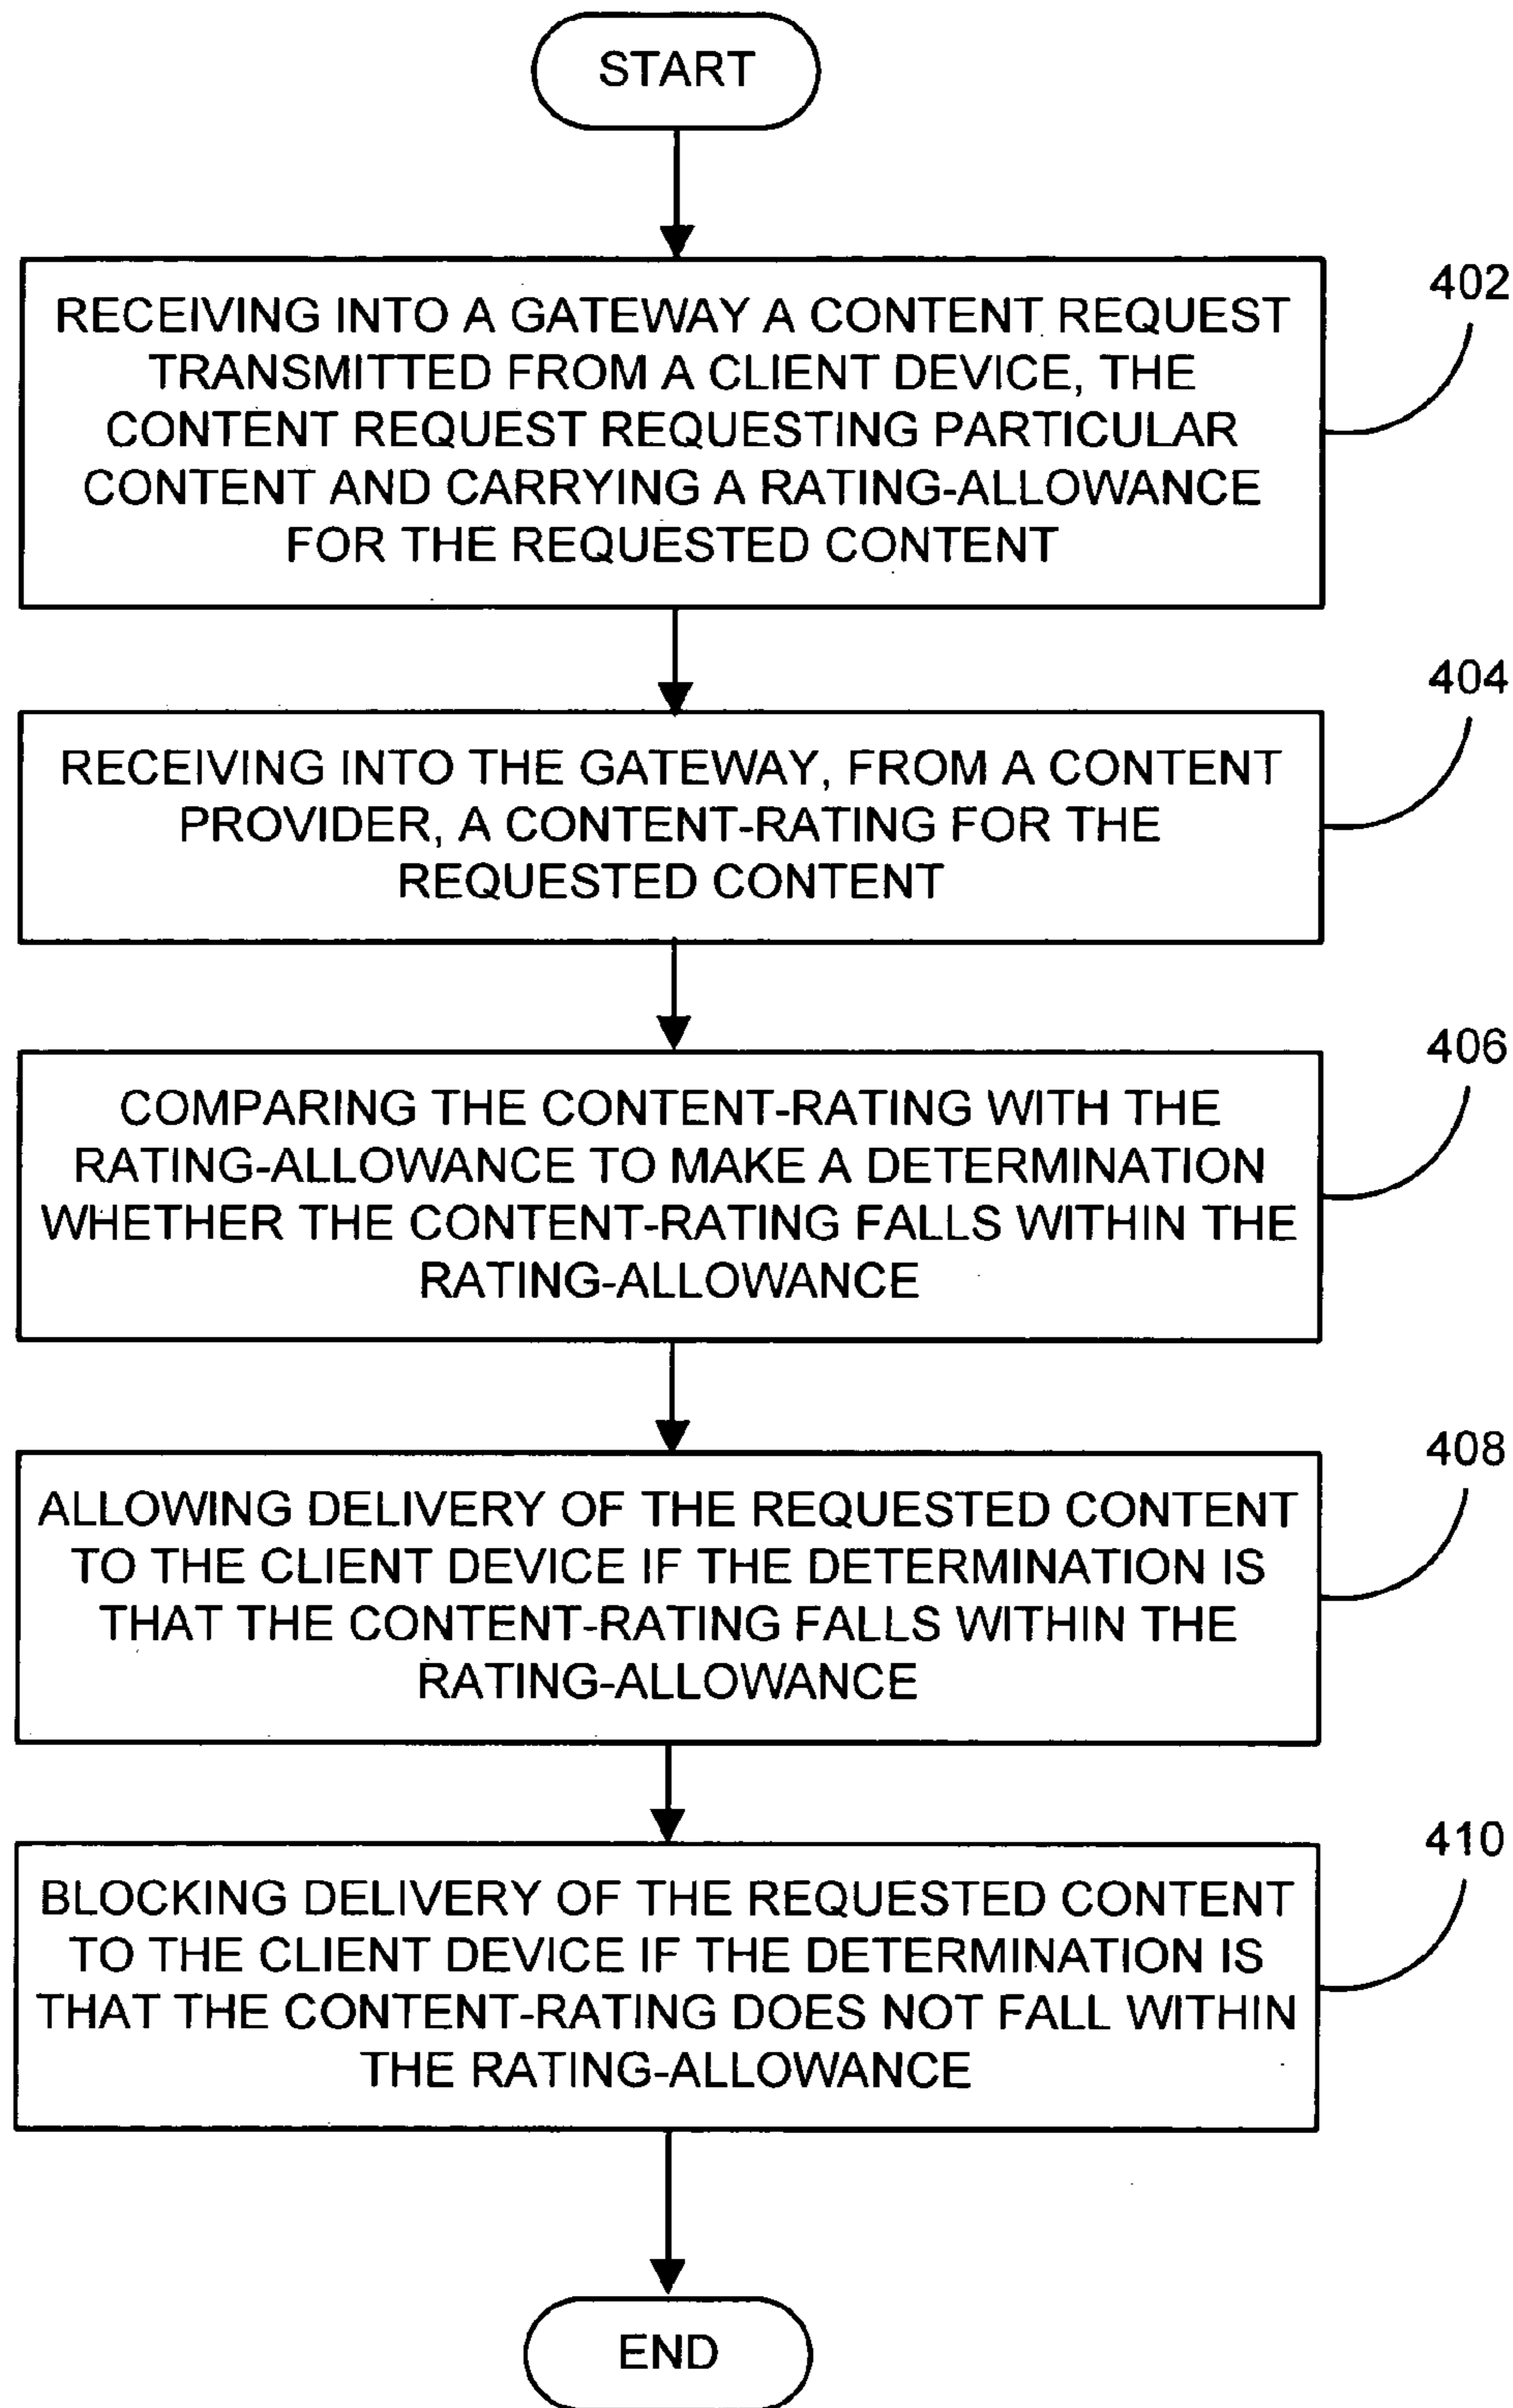 START
RECEIVING INTO A GATEWAY A CONTENT REQUEST
TRANSMITTED FROM A CLIENT DEVICE, THE
CONTENT REQUEST REQUESTING PARTICULAR
CONTENT AND CARRYING A RATING-ALLOWANCE
FOR THE REQUESTED CONTENT
402
RECEIVING INTO THE GATEWAY, FROM A CONTENT
PROVIDER, A CONTENT-RATING FOR THE
REQUESTED CONTENT
404
COMPARING THE CONTENT-RATING WITH THE
RATING-ALLOWANCE TO MAKE A DETERMINATION
WHETHER THE CONTENT-RATING FALLS WITHIN THE
RATING-ALLOWANCE
406
ALLOWING DELIVERY OF THE REQUESTED CONTENT
TO THE CLIENT DEVICE IF THE DETERMINATION IS
THAT THE CONTENT-RATING FALLS WITHIN THE
RATING-ALLOWANCE
408
BLOCKING DELIVERY OF THE REQUESTED CONTENT
TO THE CLIENT DEVICE IF THE DETERMINATION IS
THAT THE CONTENT-RATING DOES NOT FALL WITHIN
THE RATING-ALLOWANCE
410
END